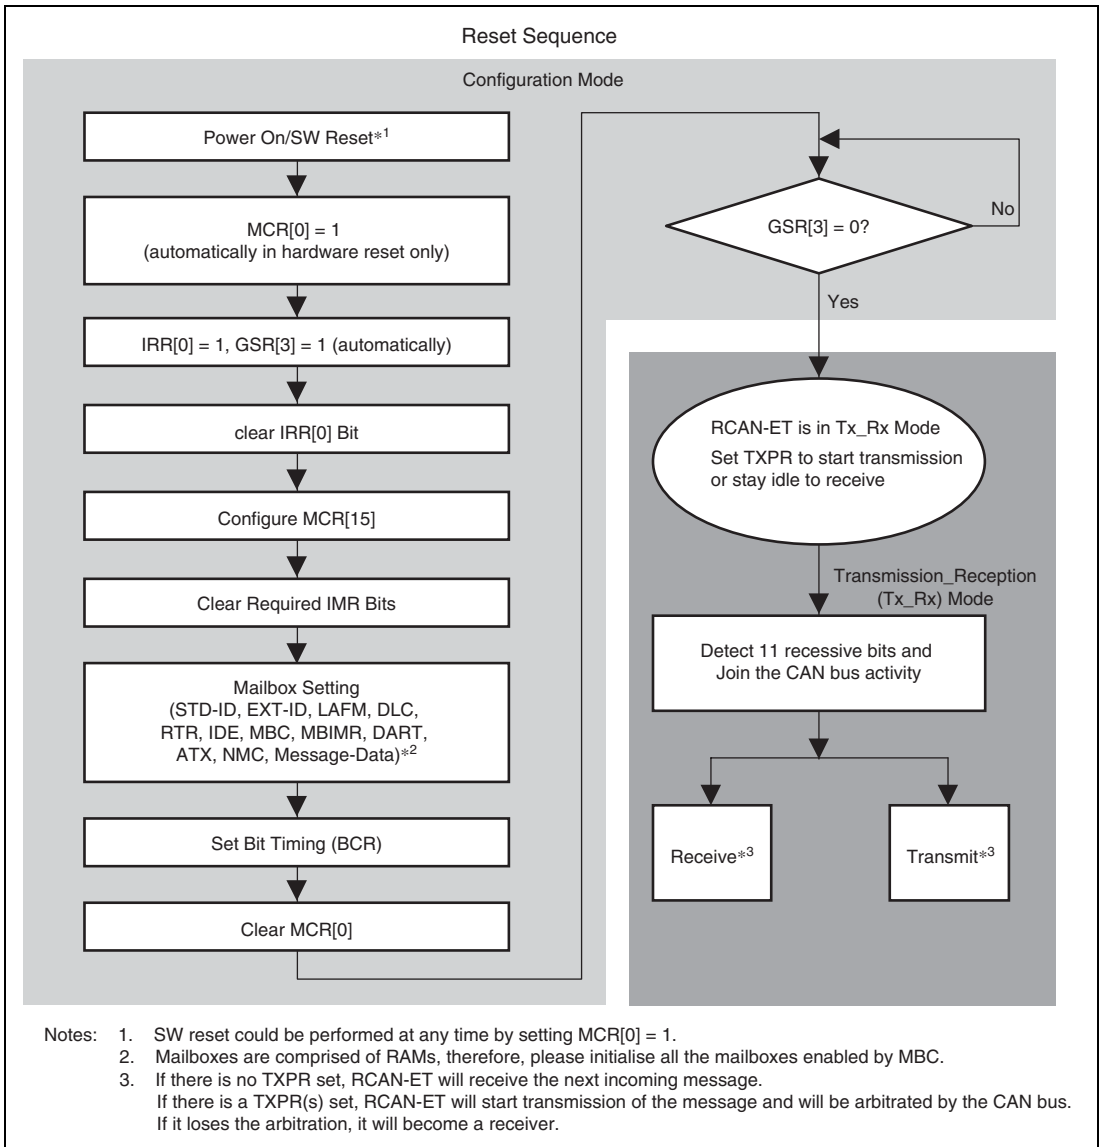 Reset Sequence
Configuration Mode
Power On/SW Reset*1
MCR[0] = 1
(automatically in hardware reset only)
IRR[0] = 1, GSR[3] = 1 (automatically)
clear IRR[0] Bit
Configure MCR[15]
Clear Required IMR Bits
Mailbox Setting
(STD-ID, EXT-ID, LAFM, DLC,
RTR, IDE, MBC, MBIMR, DART,
ATX, NMC, Message-Data)*2
Set Bit Timing (BCR)
Clear MCR[0]
GSR[3] = 0?
No
Yes
RCAN-ET is in Tx_Rx Mode
Set TXPR to start transmission
or stay idle to receive
Transmission_Reception
(Tx_Rx) Mode
Detect 11 recessive bits and
Join the CAN bus activity
Receive*3
Transmit*3
Notes: 1. SW reset could be performed at any time by setting MCR[0] = 1.
2. Mailboxes are comprised of RAMs, therefore, please initialise all the mailboxes enabled by MBC.
3. If there is no TXPR set, RCAN-ET will receive the next incoming message.
If there is a TXPR(s) set, RCAN-ET will start transmission of the message and will be arbitrated by the CAN bus.
If it loses the arbitration, it will become a receiver.